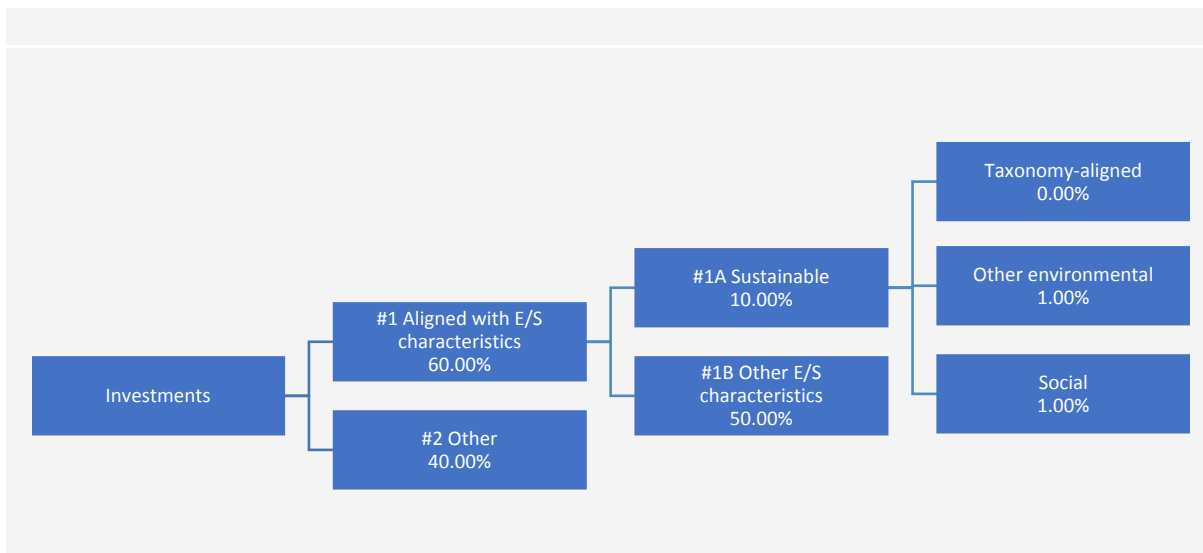 Investments
#1 Aligned with E/S
characteristics
60.00%
#2 Other
40.00%
#1A Sustainable
10.00%
#1B Other E/S
characteristics
50.00%
Taxonomy-aligned
0.00%
Other environmental
1.00%
Social
1.00%